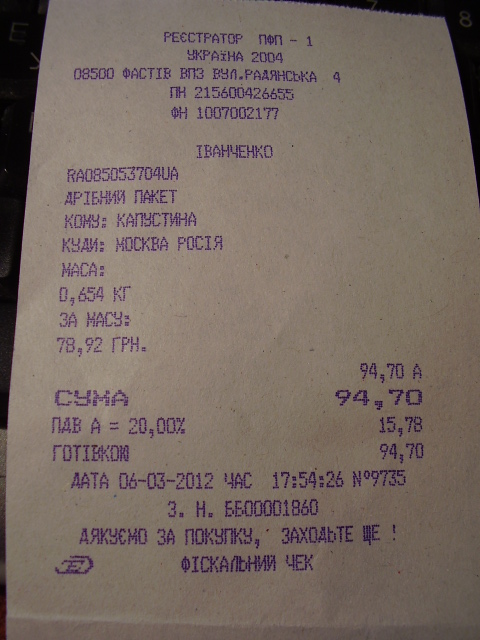 РЕЄСТРАТОР ПФП - 1
УКРАЇНА 2004
08500 ФАСТІВ ВПЗ ВУЛ.РАДЯНСЬКА 4
ПН 215600426655
ФН 1007002177
ІВАНЧЕНКО
RA085053704UA
ДРІБНИЙ ПАКЕТ
КОМУ: КАПУСТИНА
КУДИ: МОСКВА РОСІЯ
МАСА:
0,654 КГ
ЗА МАСУ:
78,92 ГРН.
94,70 А
СУМА 94,70
ПДВ А = 20,00% 15,78
ГОТІВКОЮ 94,70
ДАТА 06-03-2012 ЧАС 17:54:26 №9735
З. Н. ББ00001860
ДЯКУЄМО ЗА ПОКУПКУ, ЗАХОДЬТЕ ЩЕ !
ФІСКАЛЬНИЙ ЧЕК